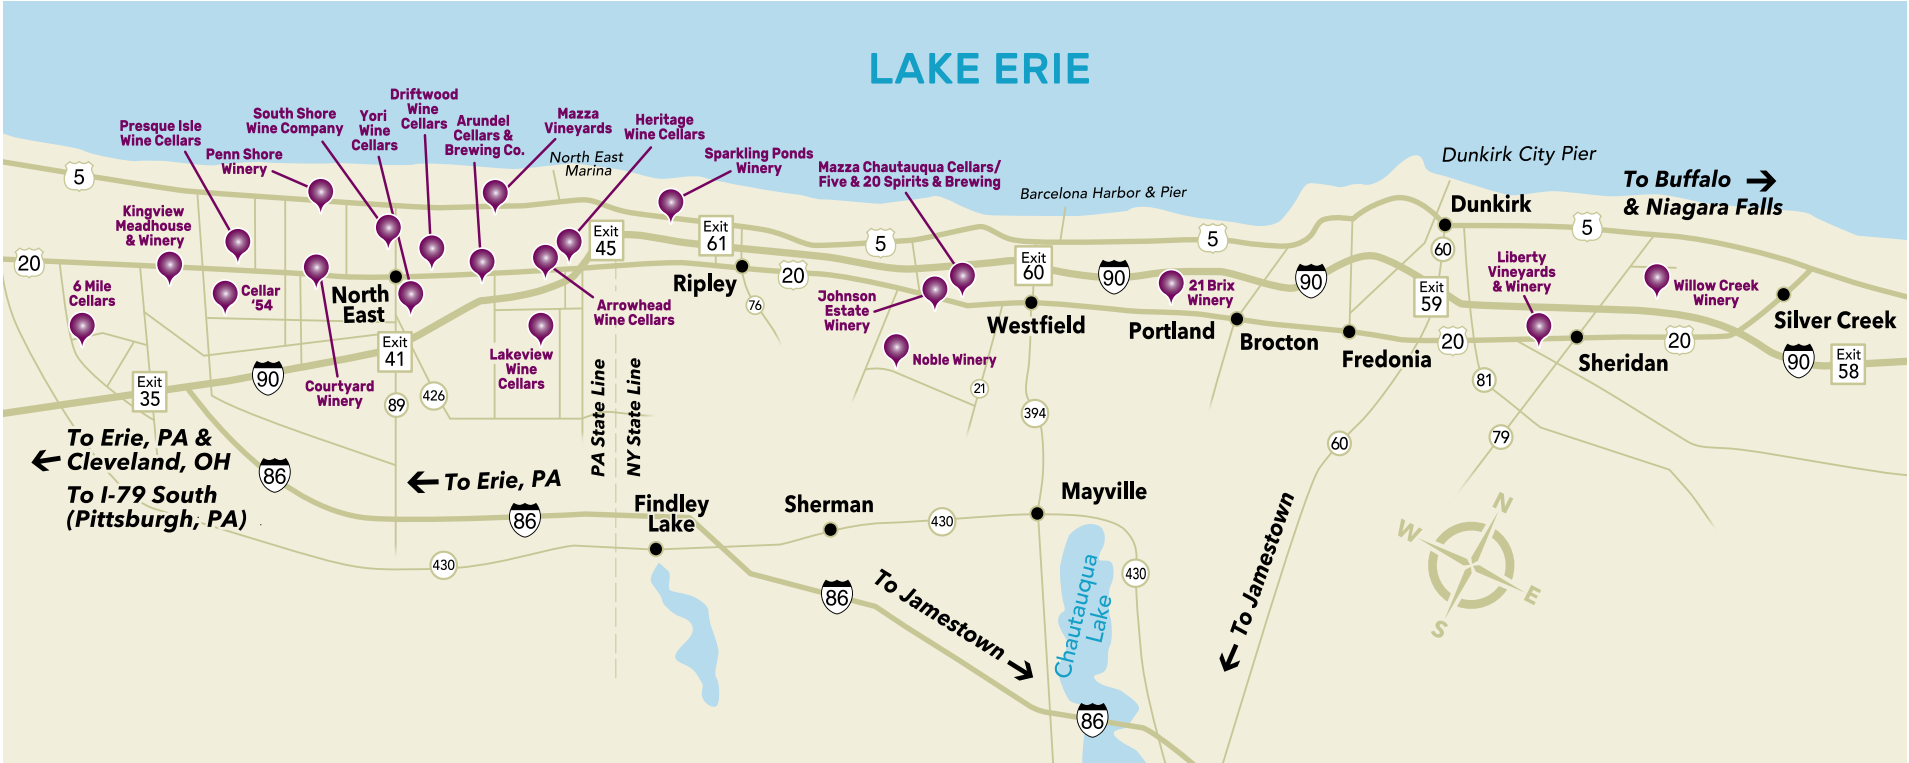 LAKE ERIE
Presque Isle
Wine Cellars
Penn Shore
Winery
South Shore
Wine Company
Yori
Wine
Cellars
Driftwood
Wine
Cellars
Arundel
Cellars &
Brewing Co.
Mazza
Vineyards
Heritage
Wine Cellars
North East
Marina
Sparkling Ponds
Winery
Mazza Chautauqua Cellars/
Five & 20 Spirits & Brewing
Barcelona Harbor & Pier
Dunkirk City Pier
To Buffalo
& Niagara Falls
5
Kingview
Meadhouse
& Winery
20
6 Mile
Cellars
Cellar
'54
North
East
Exit
45
Exit
61
5
Ripley
20
76
Exit
60
90
5
90
Dunkirk
60
5
Exit
59
Liberty
Vineyards
& Winery
Willow Creek
Winery
Silver Creek
Arrowhead
Wine Cellars
Johnson
Estate
Winery
21 Brix
Winery
Westfield
Portland
Brocton
Fredonia
20
Sheridan
20
90
Exit
58
Exit
41
Lakeview
Wine
Cellars
Noble Winery
Exit
35
90
Courtyard
Winery
89
426
PA State Line
NY State Line
21
394
81
60
79
To Erie, PA &
Cleveland, OH
To I-79 South
(Pittsburgh, PA)
86
To Erie, PA
86
Findley
Lake
Sherman
430
Mayville
430
430
86
To Jamestown
Chautauqua
Lake
To Jamestown
86
N
W
E
S